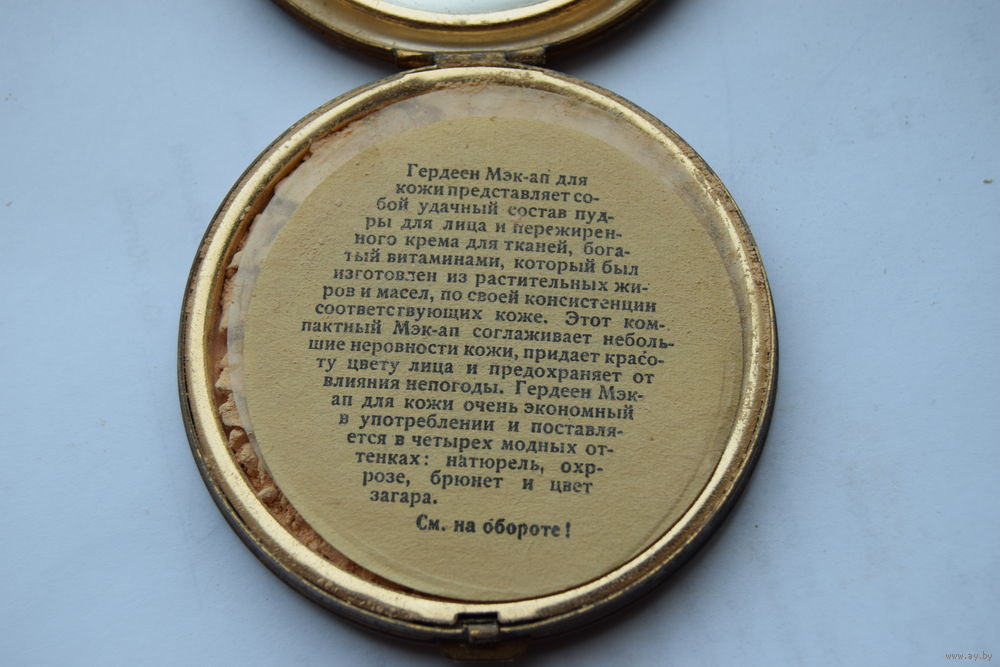 Гердеен Мэк-ап для
кожи представляет со-
бой удачный состав пуд-
ры для лица и пережирен-
ного крема для тканей, бога-
тый витаминами, который был
изготовлен из растительных жи-
ров и масел, по своей консистенции
соответствующих коже. Этот ком-
пактный Мэк-ап соглаживает неболь-
шие неровности кожи, придает красо-
ту цвету лица и предохраняет от
влияния непогоды. Гердеен Мэк-
ап для кожи очень экономный
в употреблении и поставля-
ется в четырех модных от-
тенках: натюрель, охр-
розе, брюнет и цвет
загара.
См. на обороте!
www.ay.by